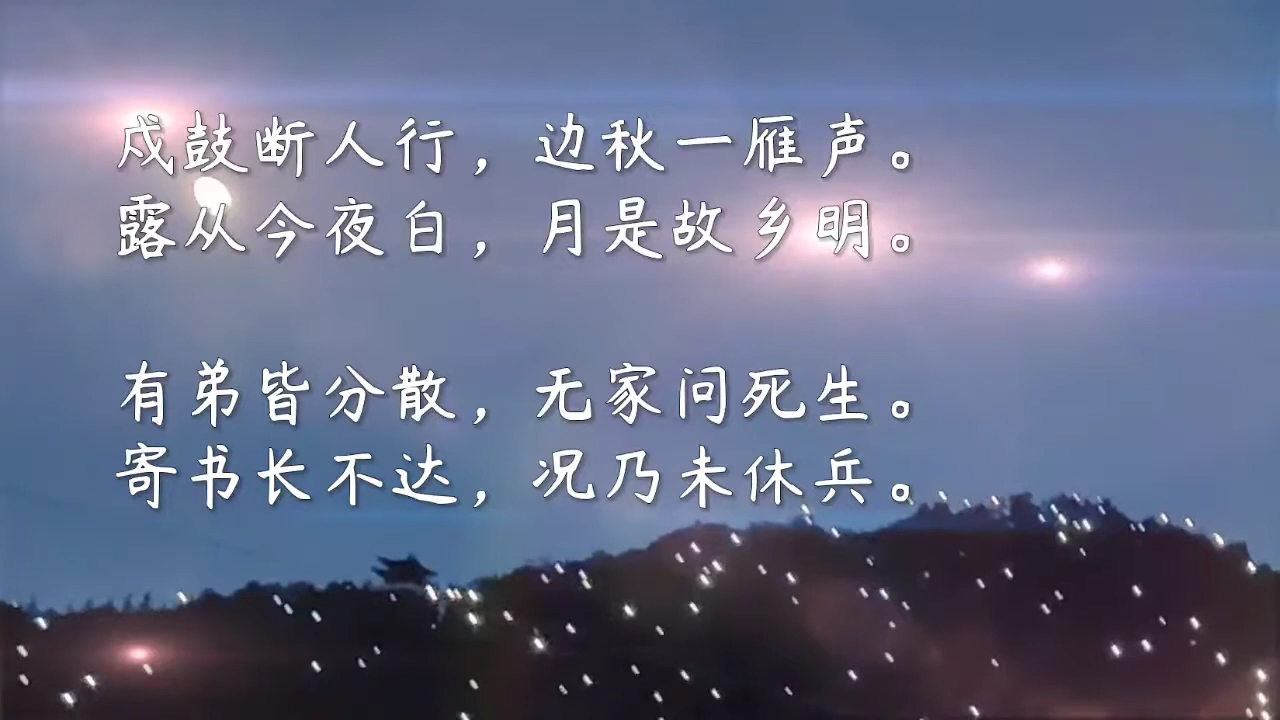 戍鼓断人行，边秋一雁声。
露从今夜白，月是故乡明。
有弟皆分散，无家问死生。
寄书长不达，况乃未休兵。